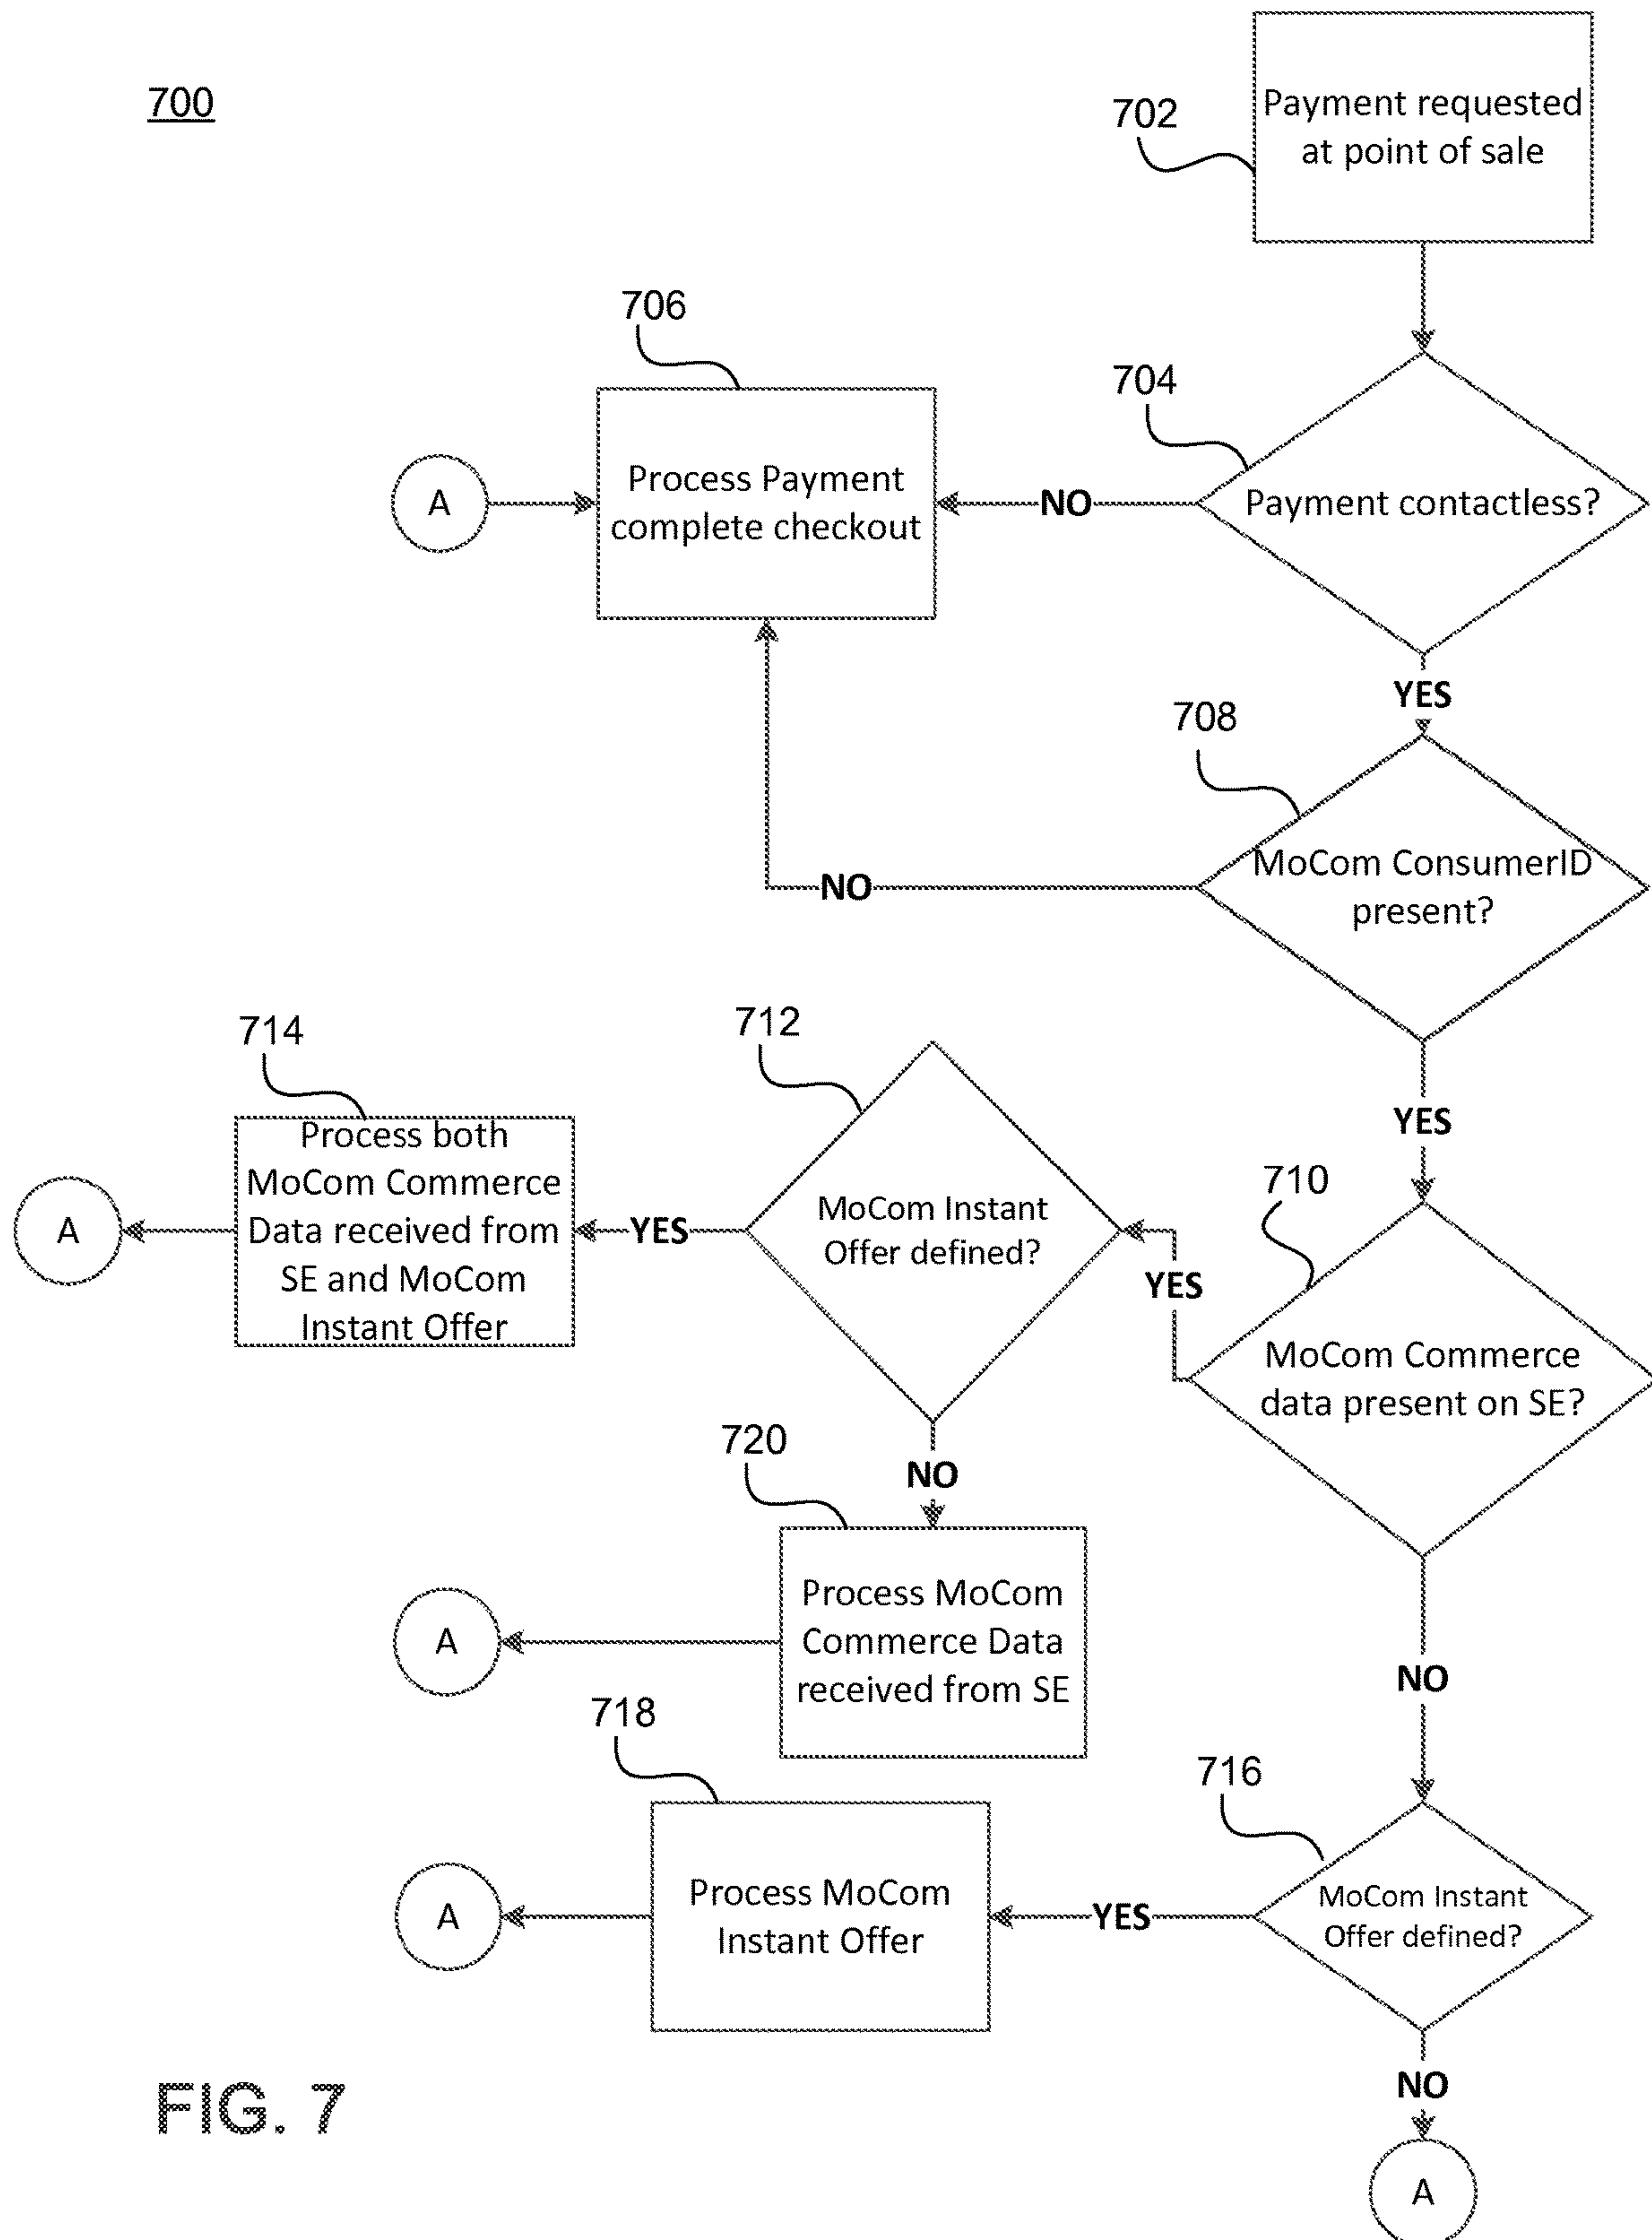 700
702
Payment requested
at point of sale
706
704
A
Process Payment
complete checkout
NO
Payment contactless?
YES
708
MoCom ConsumerID
present?
NO
714
712
YES
710
Process both
MoCom Commerce
Data received from
SE and MoCom
Instant Offer
A
YES
MoCom Instant
Offer defined?
YES
MoCom Commerce
data present on SE?
720
NO
Process MoCom
Commerce Data
received from SE
A
NO
718
716
Process MoCom
Instant Offer
A
YES
MoCom Instant
Offer defined?
NO
FIG. 7
A